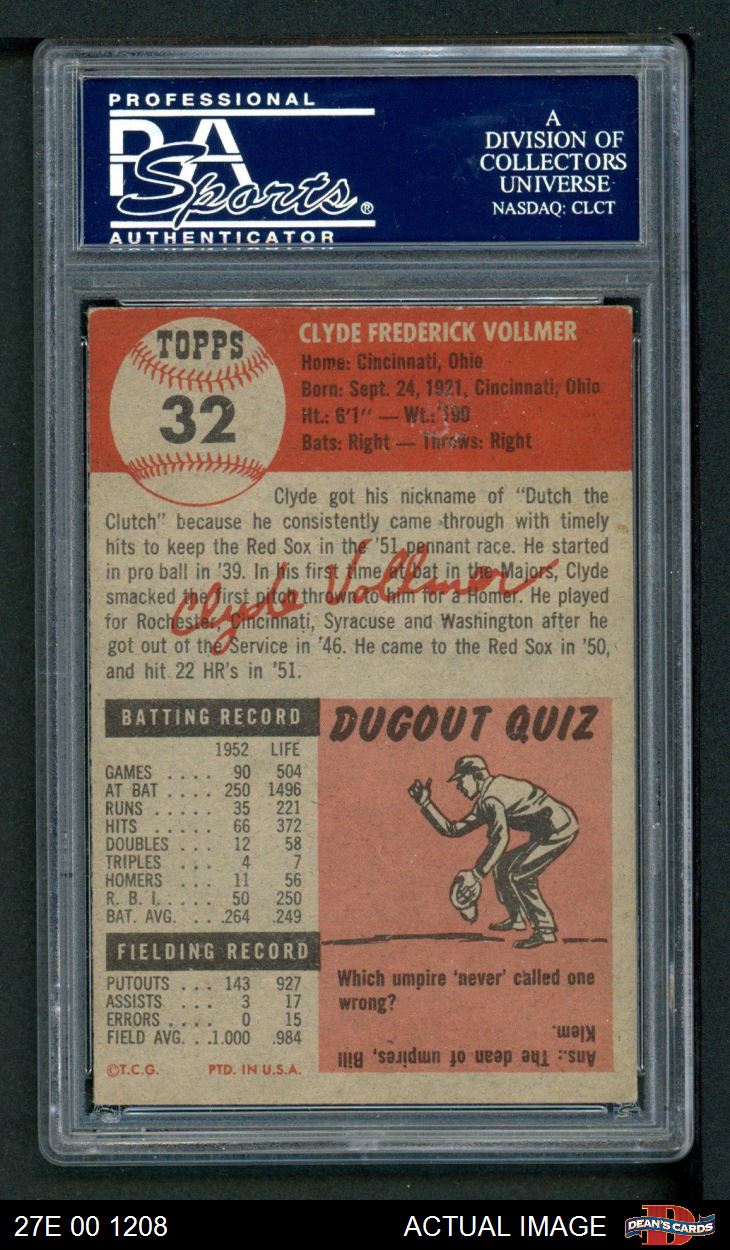 PROFESSIONAL
PSA
Sports®
AUTHENTICATOR
A
DIVISION OF
COLLECTORS
UNIVERSE
NASDAQ: CLCT
TOPPS
32
CLYDE FREDERICK VOLLMER
Home: Cincinnati, Ohio
Born: Sept. 24, 1921, Cincinnati, Ohio
Ht.: 6'1" — Wt.: 190
Bats: Right — Throws: Right
Clyde got his nickname of "Dutch the
Clutch" because he consistently came through with timely
hits to keep the Red Sox in the '51 pennant race. He started
in pro ball in '39. In his first time at bat in the Majors, Clyde
smacked the first pitch thrown to him for a Homer. He played
for Rochester, Cincinnati, Syracuse and Washington after he
got out of the Service in '46. He came to the Red Sox in '50,
and hit 22 HR's in '51.
Clyde Vollmer
BATTING RECORD
1952 LIFE
GAMES .... 90 504
AT BAT .... 250 1496
RUNS ..... 35 221
HITS ..... 66 372
DOUBLES ... 12 58
TRIPLES ... 4 7
HOMERS ... 11 56
R. B. I. .... 50 250
BAT. AVG. ...264 .249
FIELDING RECORD
PUTOUTS ... 143 927
ASSISTS ... 3 17
ERRORS .... 0 15
FIELD AVG. ..1.000 .984
©T.C.G. PTD. IN U.S.A.
DUGOUT QUIZ
Which umpire 'never' called one
wrong?
Ans.: The dean of umpires, Bill
Klem.
27E 00 1208
ACTUAL IMAGE
D
DEAN'S CARDS